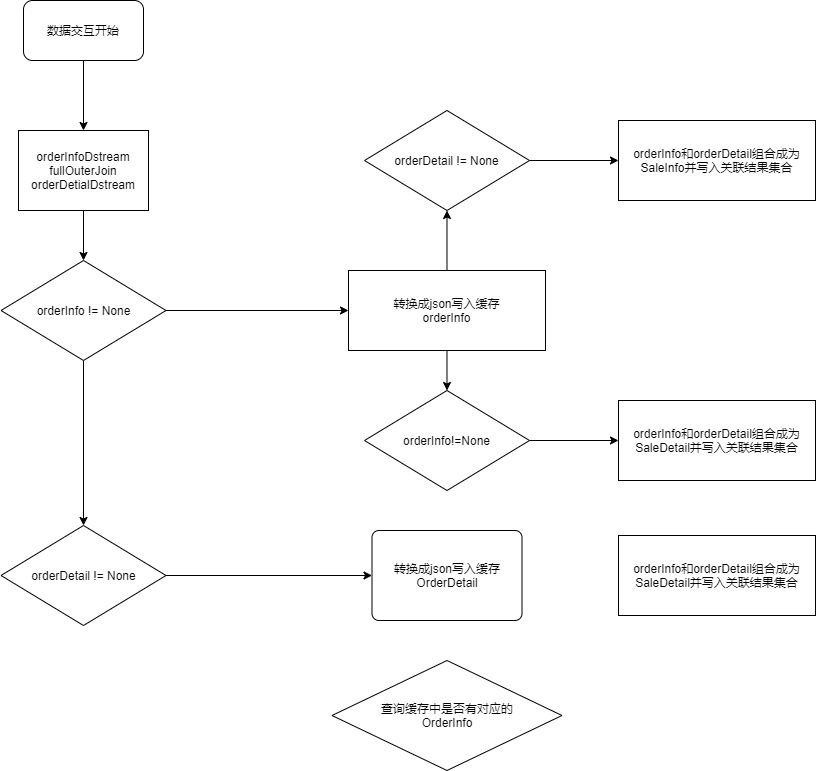 数据交互开始
orderInfoDstream
fullOuterJoin
orderDetialDstream
orderDetail != None
orderInfo和orderDetail组合成为
SaleInfo并写入关联结果集合
orderInfo != None
转换成json写入缓存
orderInfo
orderInfo!=None
orderInfo和orderDetail组合成为
SaleDetail并写入关联结果集合
orderDetail != None
转换成json写入缓存
OrderDetail
orderInfo和orderDetail组合成为
SaleDetail并写入关联结果集合
查询缓存中是否有对应的
OrderInfo